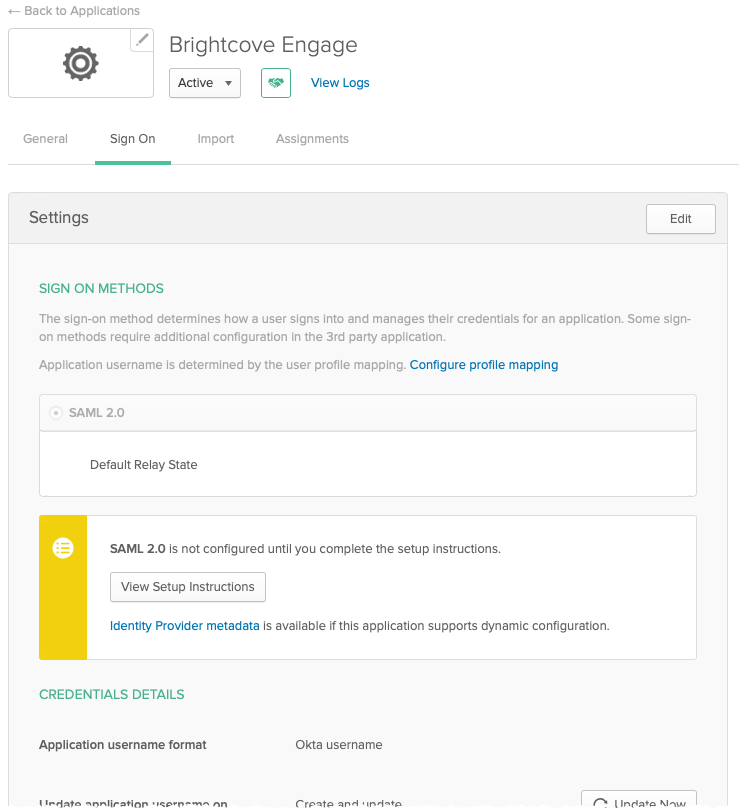 ← Back to Applications
Brightcove Engage
Active
View Logs
General
Sign On
Import
Assignments
Settings
Edit
SIGN ON METHODS
The sign-on method determines how a user signs into and manages their credentials for an application. Some sign-
on methods require additional configuration in the 3rd party application.
Application username is determined by the user profile mapping. Configure profile mapping
SAML 2.0
Default Relay State
SAML 2.0 is not configured until you complete the setup instructions.
View Setup Instructions
Identity Provider metadata is available if this application supports dynamic configuration.
CREDENTIALS DETAILS
Application username format
Okta username
Update application username on
Create and update
Update Now